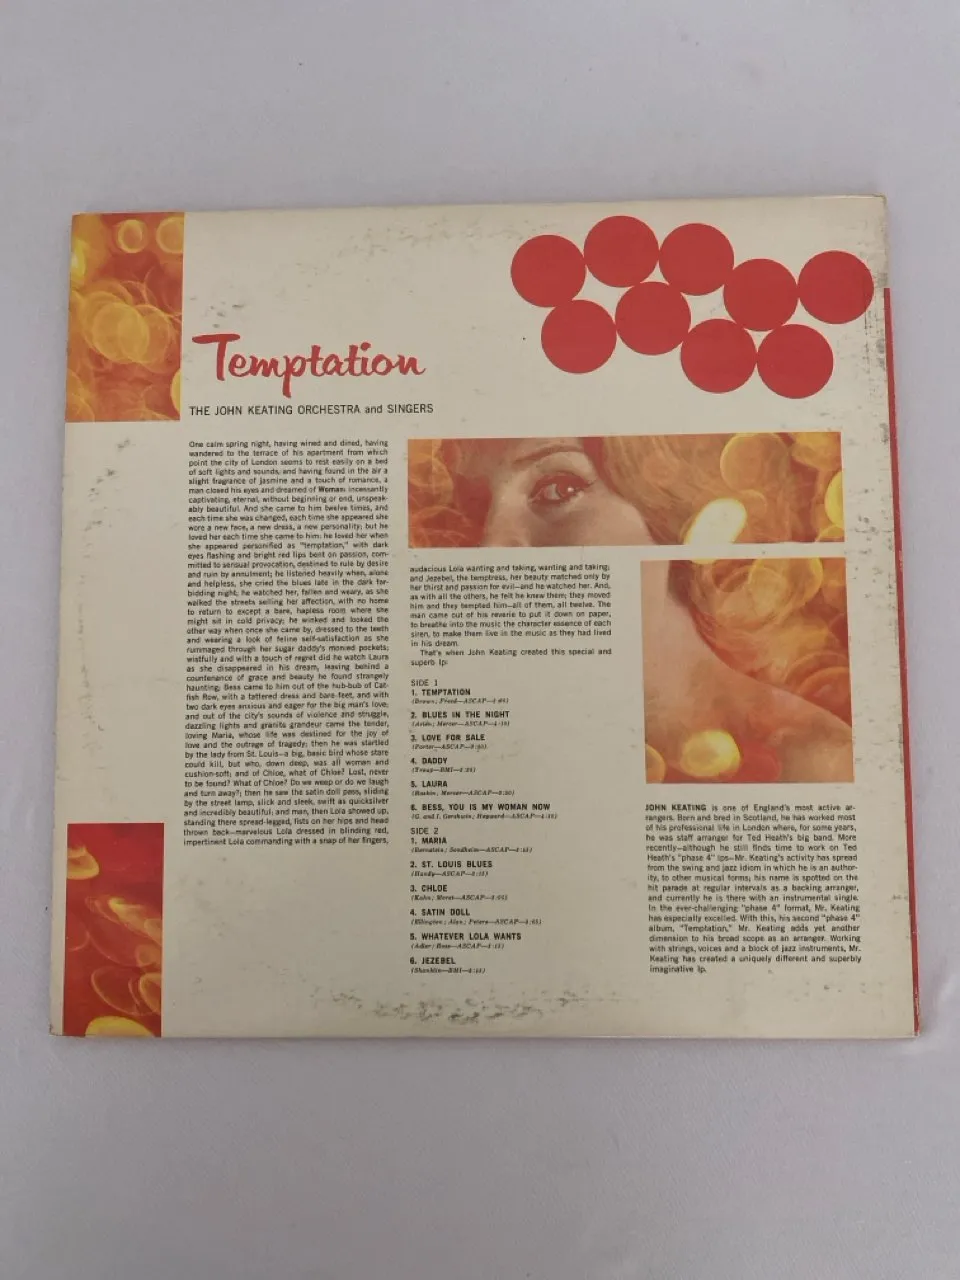 Temptation
THE JOHN KEATING ORCHESTRA and SINGERS
One calm spring night, having wined and dined, having
wandered to the terrace of his apartment from which
point the city of London seems to rest easily on a bed
of soft lights and sounds, and having found in the air a
slight fragrance of jasmine and a touch of romance, a
man closed his eyes and dreamed of Woman: incessantly
captivating, eternal, without beginning or end, unspeak-
ably beautiful. And she came to him twelve times, and
each time she was changed, each time she appeared she
wore a new face, a new dress, a new personality; but he
loved her each time she came to him: he loved her when
she appeared personified as "temptation," with dark
eyes flashing and bright red lips bent on passion, com-
mitted to sensual provocation, destined to rule by desire
and ruin by annulment; he listened heavily when, alone
and helpless, she cried the blues late in the dark for-
bidding night; he watched her, fallen and weary, as she
walked the streets selling her affection, with no home
to return to except a bare, hapless room where she
might sit in cold privacy; he winked and looked the
other way when once she came by, dressed to the teeth
and wearing a look of feline self-satisfaction as she
rummaged through her sugar daddy's monied pockets;
wistfully and with a touch of regret did he watch Laura
as she disappeared in his dream, leaving behind a
countenance of grace and beauty he found strangely
haunting; Bess came to him out of the hub-bub of Cat-
fish Row, with a tattered dress and bare-feet, and with
two dark eyes anxious and eager for the big man's love;
and out of the city's sounds of violence and struggle,
dazzling lights and granite grandeur came the tender,
loving Maria, whose life was destined for the joy of
love and the outrage of tragedy; then he was startled
by the lady from St. Louis—a big, basic bird whose stare
could kill, but who, down deep, was all woman and
cushion-soft; and of Chloe, what of Chloe? Lost, never
to be found? What of Chloe? Do we weep or do we laugh
and turn away?; then he saw the satin doll pass, sliding
by the street lamp, slick and sleek, swift as quicksilver
and incredibly beautiful; and man, then Lola showed up,
standing there spread-legged, fists on her hips and head
thrown back—marvelous Lola dressed in blinding red,
impertinent Lola commanding with a snap of her fingers,
audacious Lola wanting and taking, wanting and taking;
and Jezebel, the temptress, her beauty matched only by
her thirst and passion for evil—and he watched her. And,
as with all the others, he felt he knew them; they moved
him and they tempted him—all of them, all twelve. The
man came out of his reverie to put it down on paper,
to breathe into the music the character essence of each
siren, to make them live in the music as they had lived
in his dream.
That's when John Keating created this special and
superb lp:
SIDE 1
1. TEMPTATION
(Brown; Freed—ASCAP
2. BLUES IN THE NIGHT
(Arlen; Mercer—ASCAP
3. LOVE FOR SALE
(Porter—ASCAP
4. DADDY
(Troup—BMI
5. LAURA
(Raskin; Mercer—ASCAP
6. BESS, YOU IS MY WOMAN NOW
(G. and I. Gershwin; Heyward—ASCAP
SIDE 2
1. MARIA
(Bernstein; Sondheim—ASCAP
2. ST. LOUIS BLUES
(Handy—ASCAP
3. CHLOE
(Kahn; Moret—ASCAP
4. SATIN DOLL
(Ellington; Peters—ASCAP
5. WHATEVER LOLA WANTS
(Adler; Ross—ASCAP
6. JEZEBEL
(Shanklin—BMI
JOHN KEATING is one of England's most active ar-
rangers. Born and bred in Scotland, he has worked most
of his professional life in London where, for some years,
he was staff arranger for Ted Heath's big band. More
recently—although he still finds time to work on Ted
Heath's "phase 4" lps—Mr. Keating's activity has spread
from the swing and jazz idiom in which he is an author-
ity, to other musical forms; his name is spotted on the
hit parade at regular intervals as a backing arranger,
and currently he is there with an instrumental single.
In the ever-challenging "phase 4" format, Mr. Keating
has especially excelled. With this, his second "phase 4"
album, "Temptation," Mr. Keating adds yet another
dimension to his broad scope as an arranger. Working
with strings, voices and a block of jazz instruments, Mr.
Keating has created a uniquely different and superbly
imaginative lp.